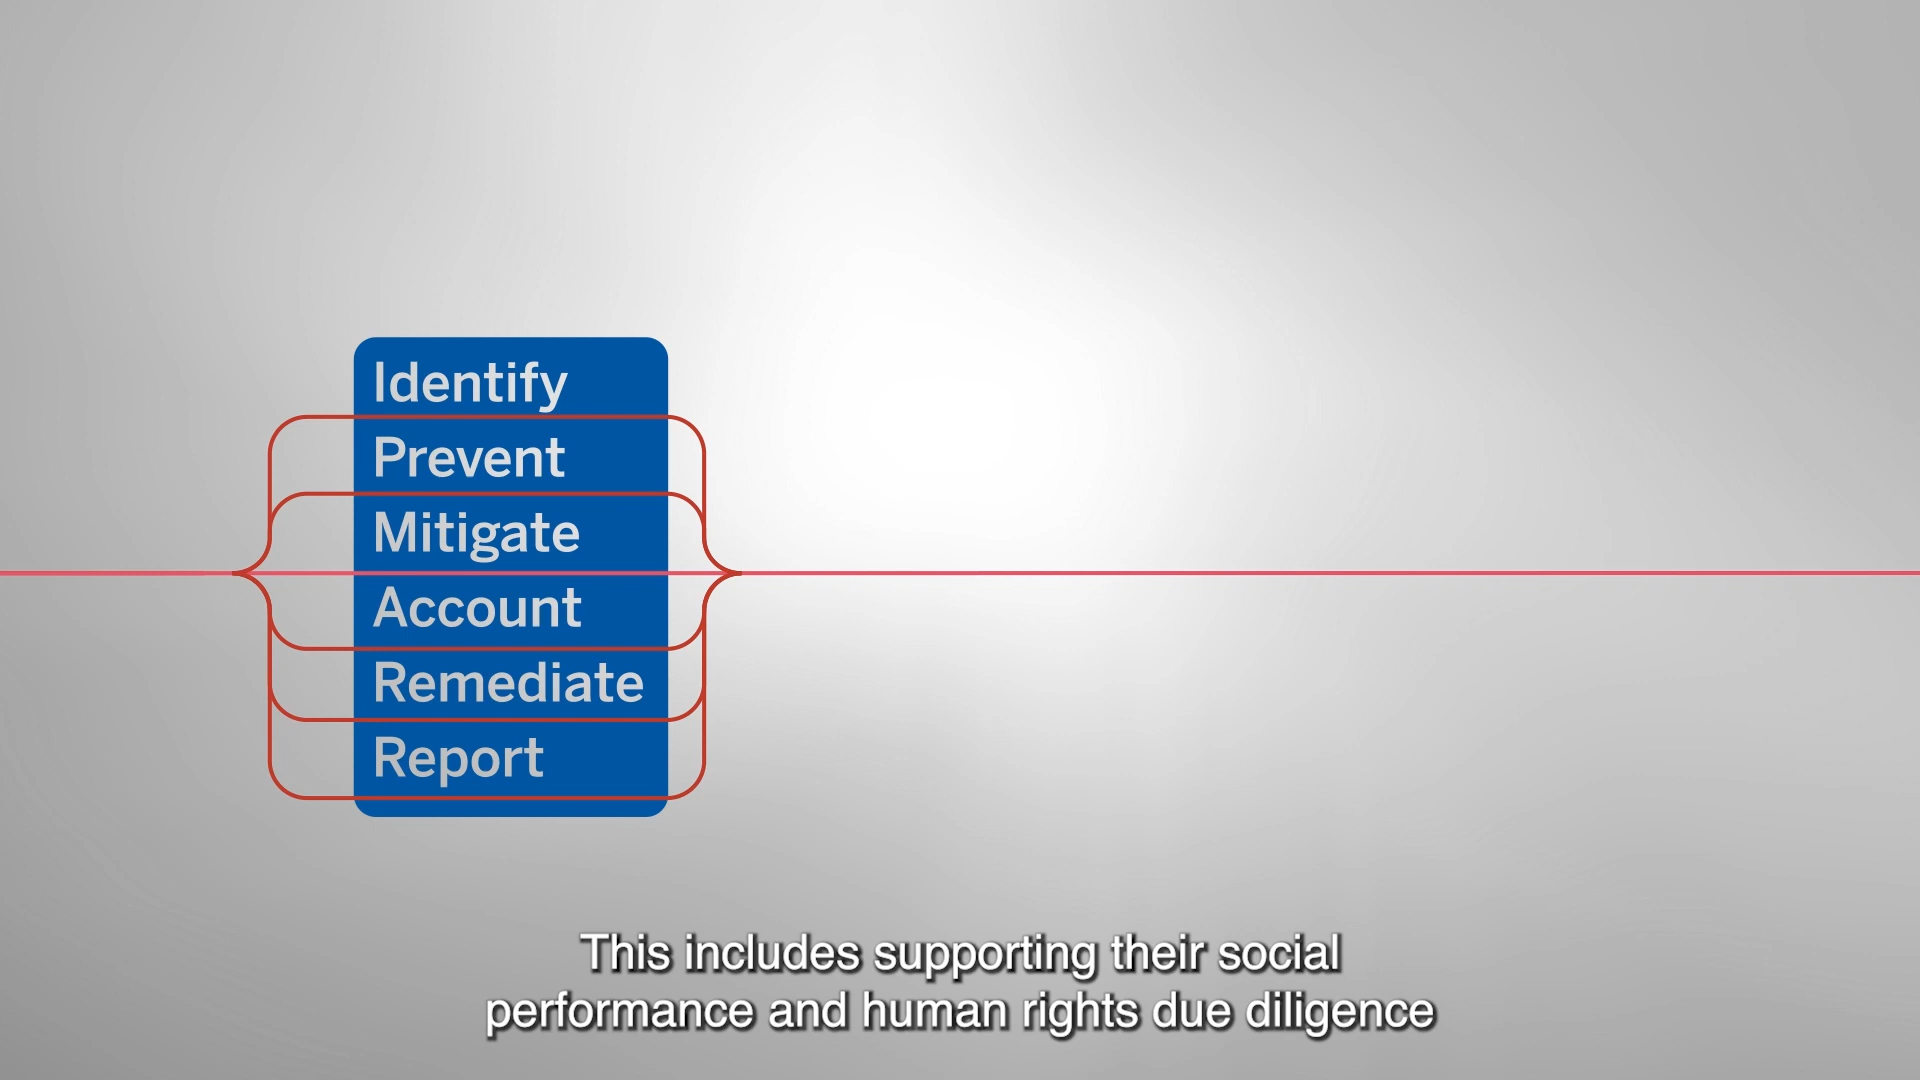 Identify
Prevent
Mitigate
Account
Remediate
Report
This includes supporting their social
performance and human rights due diligence